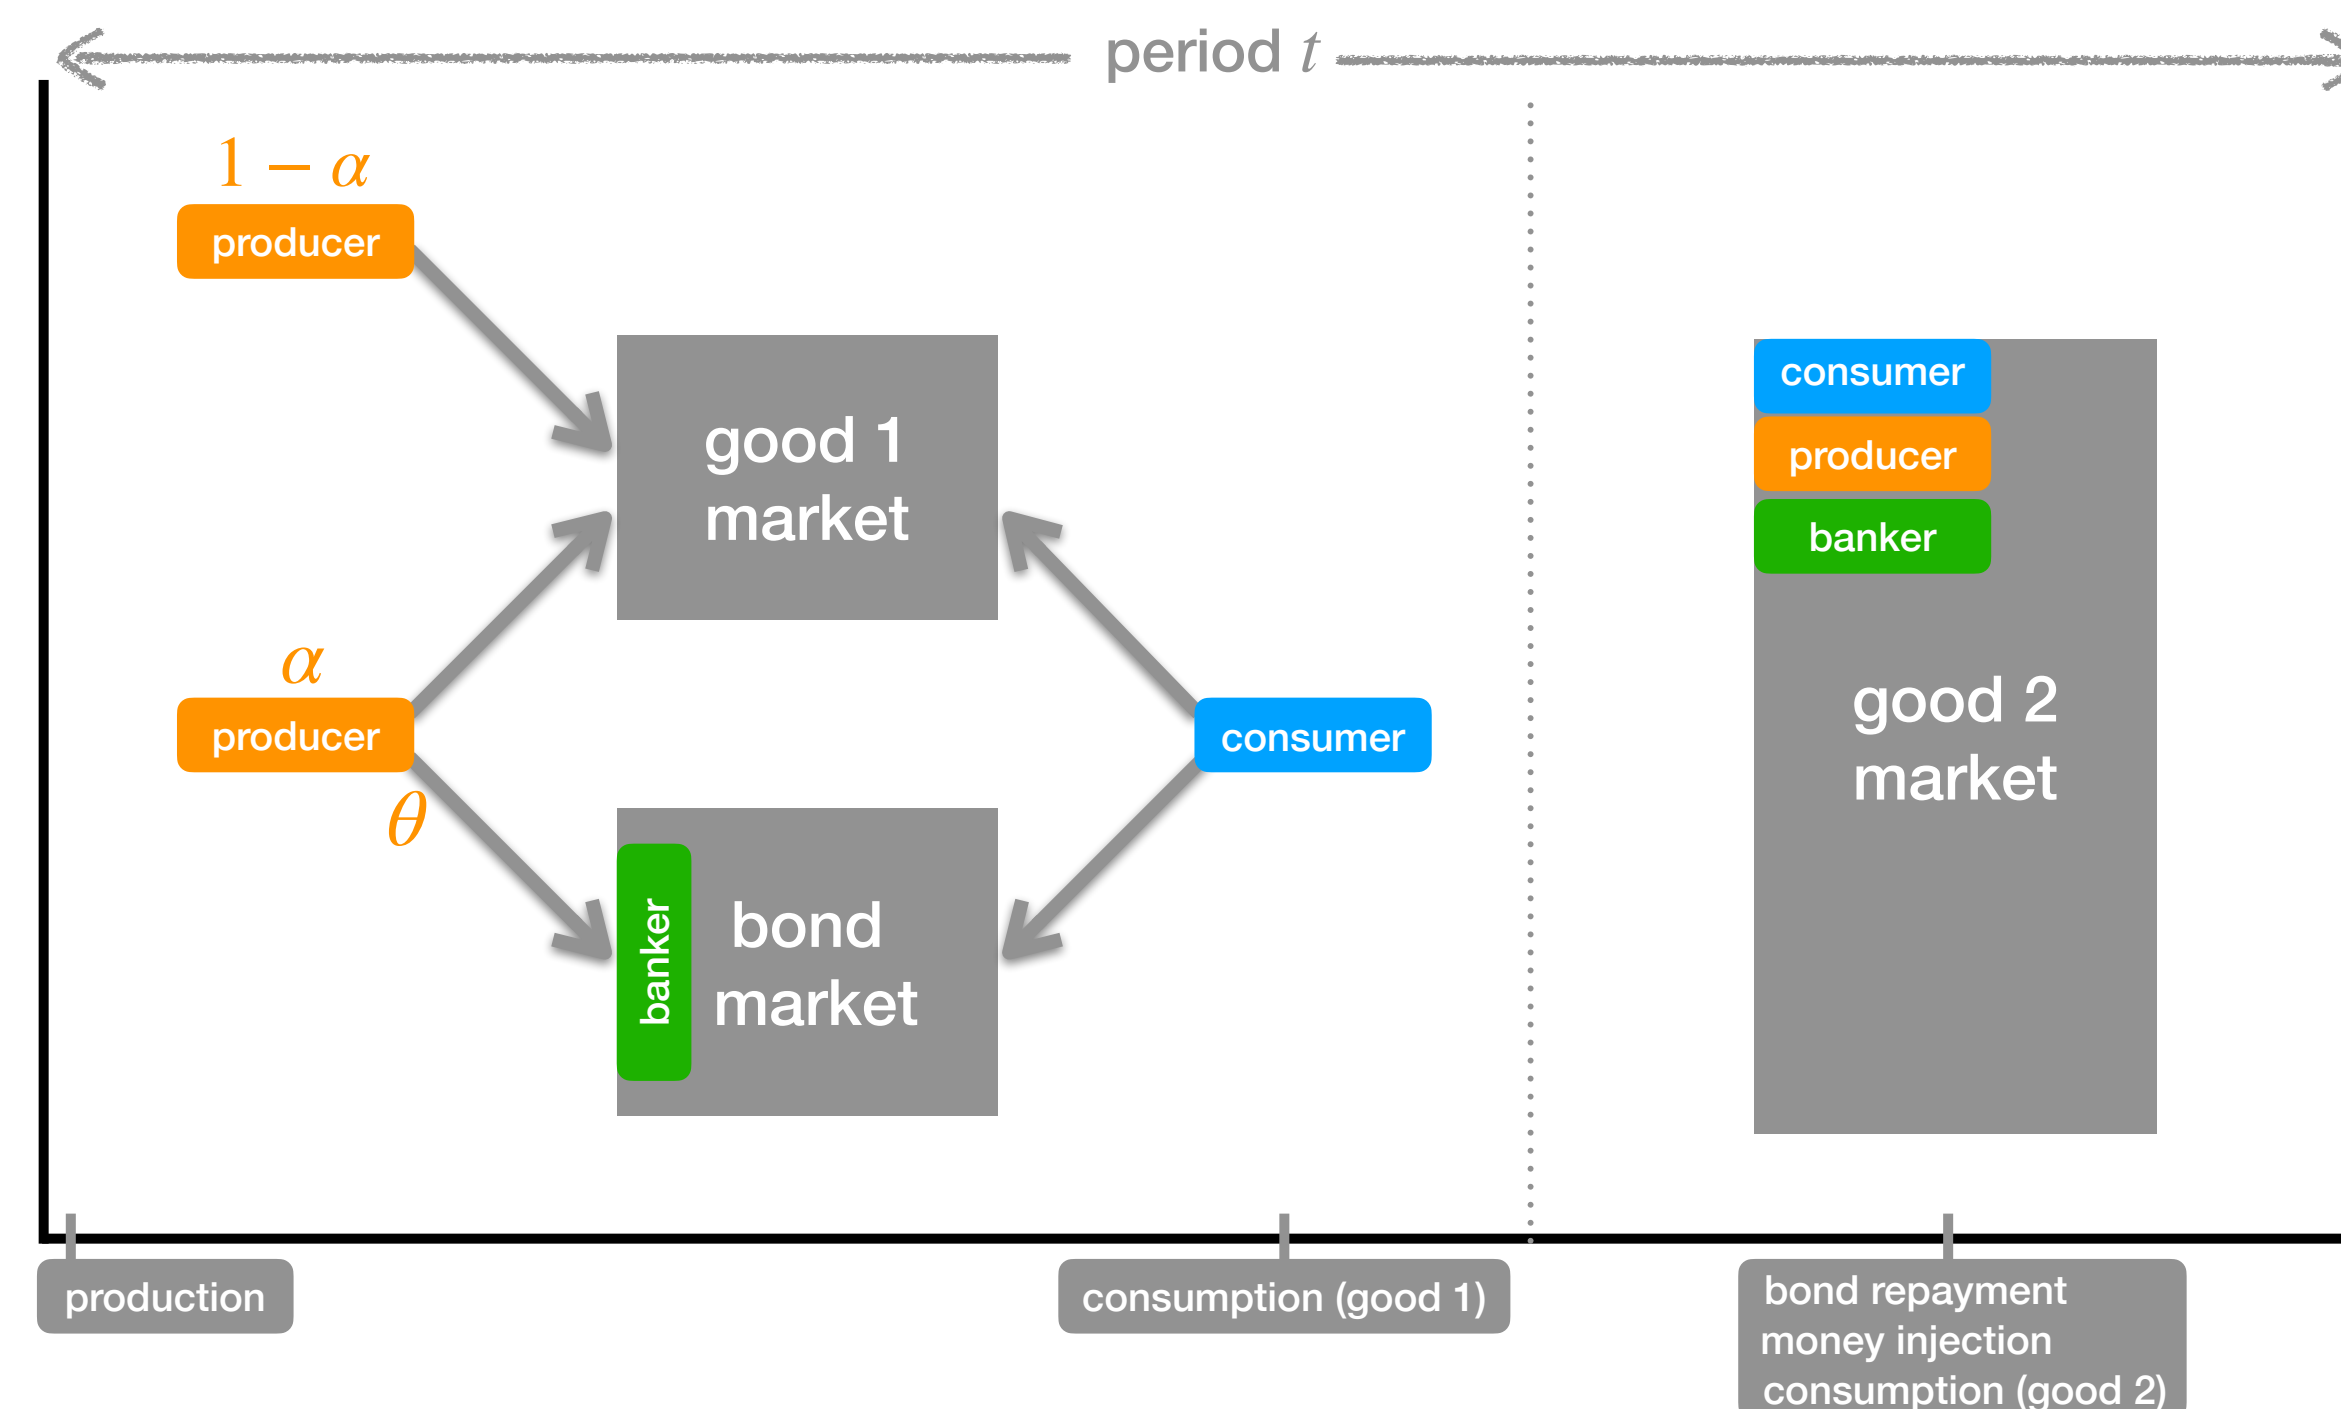 period t
1 − α
producer
good 1
market
α
producer
θ
banker
bond
market
consumer
consumer
producer
banker
good 2
market
production
consumption (good 1)
bond repayment
money injection
consumption (good 2)